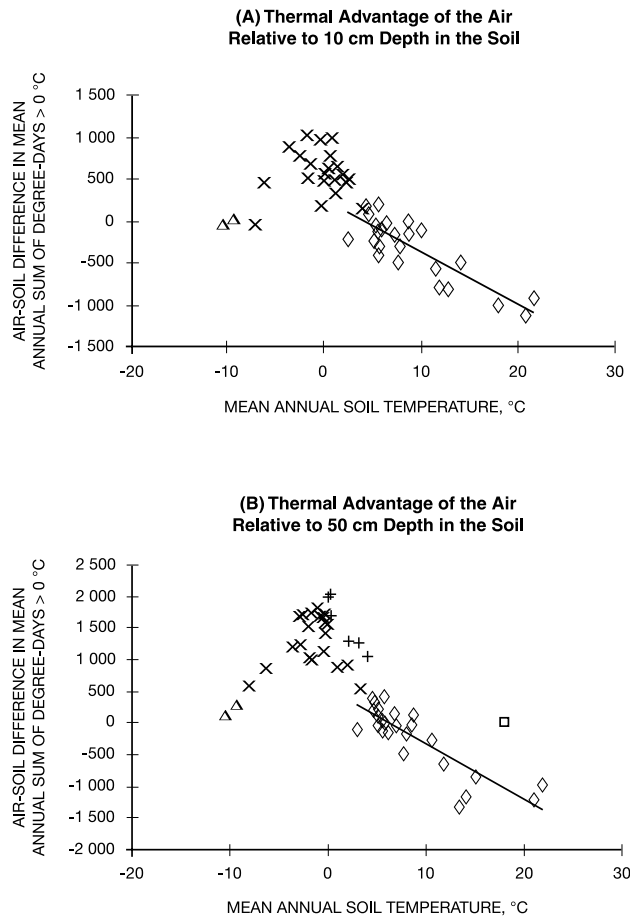 (A) Thermal Advantage of the Air
Relative to 10 cm Depth in the Soil
AIR-SOIL DIFFERENCE IN MEAN
ANNUAL SUM OF DEGREE-DAYS > 0 °C
1 500
1 000
500
0
-500
-1 000
-1 500
-20
-10
0
10
20
30
MEAN ANNUAL SOIL TEMPERATURE, °C
(B) Thermal Advantage of the Air
Relative to 50 cm Depth in the Soil
AIR-SOIL DIFFERENCE IN MEAN
ANNUAL SUM OF DEGREE-DAYS > 0 °C
2 500
2 000
1 500
1 000
500
0
-500
-1 000
-1 500
-2 000
-20
-10
0
10
20
30
MEAN ANNUAL SOIL TEMPERATURE, °C